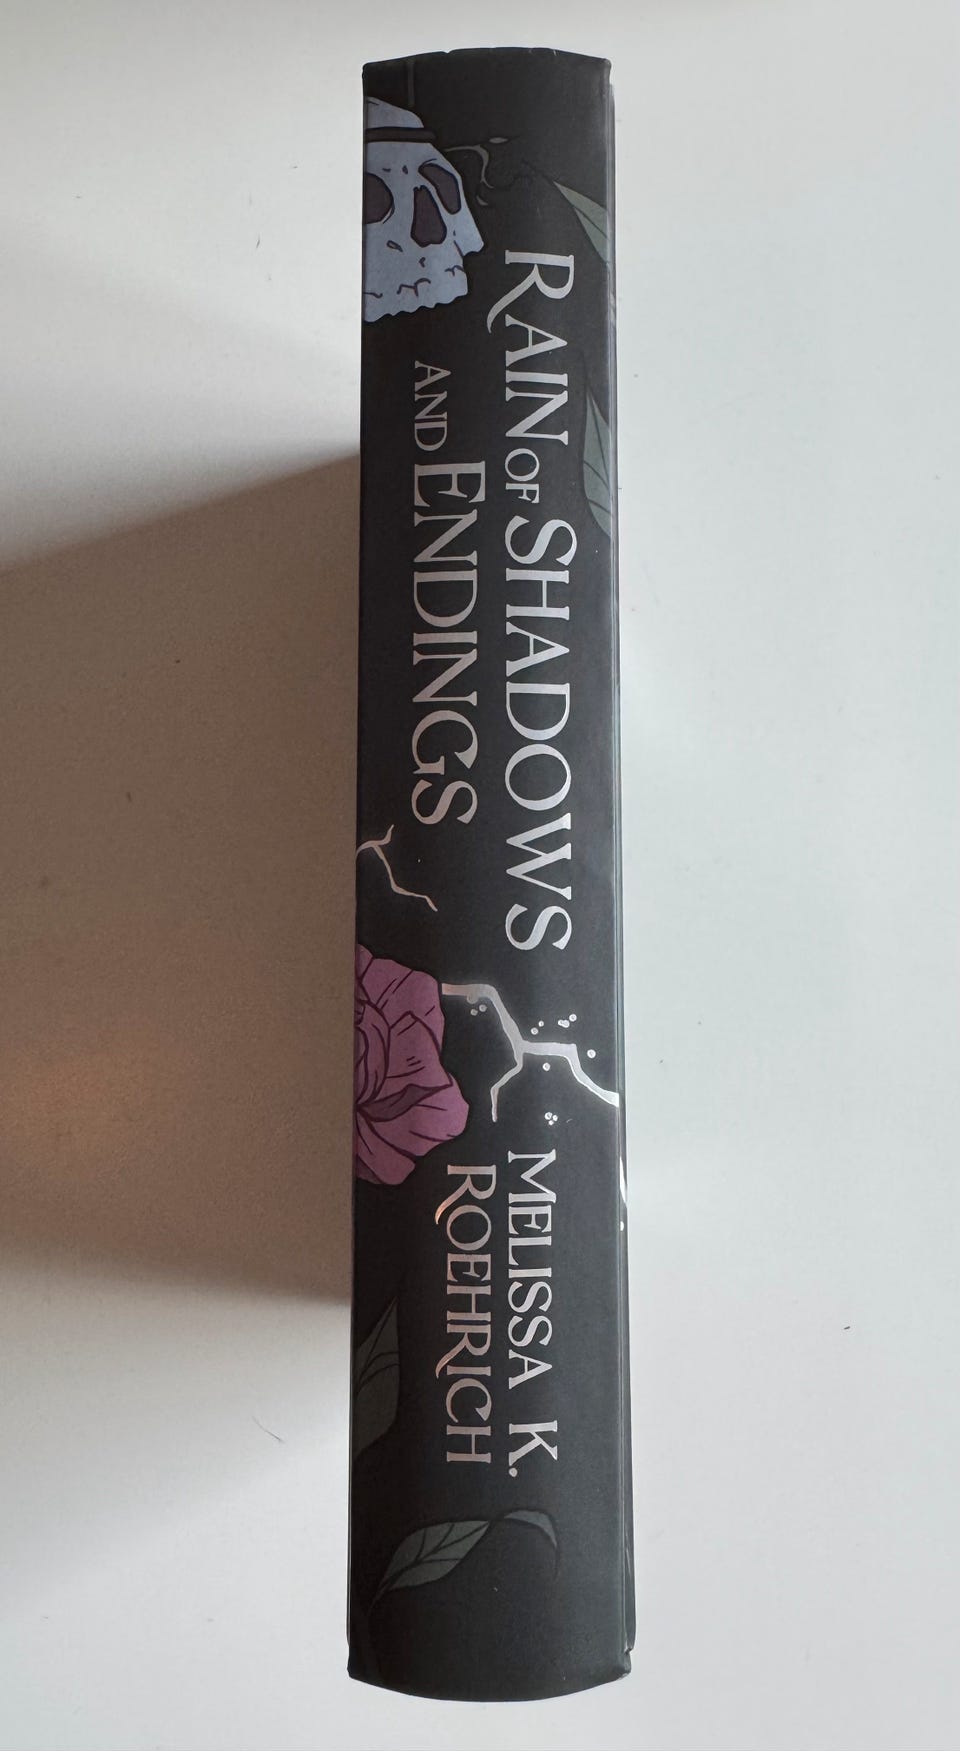 RAIN OF SHADOWS
AND ENDINGS
MELISSA K.
ROEHRICH